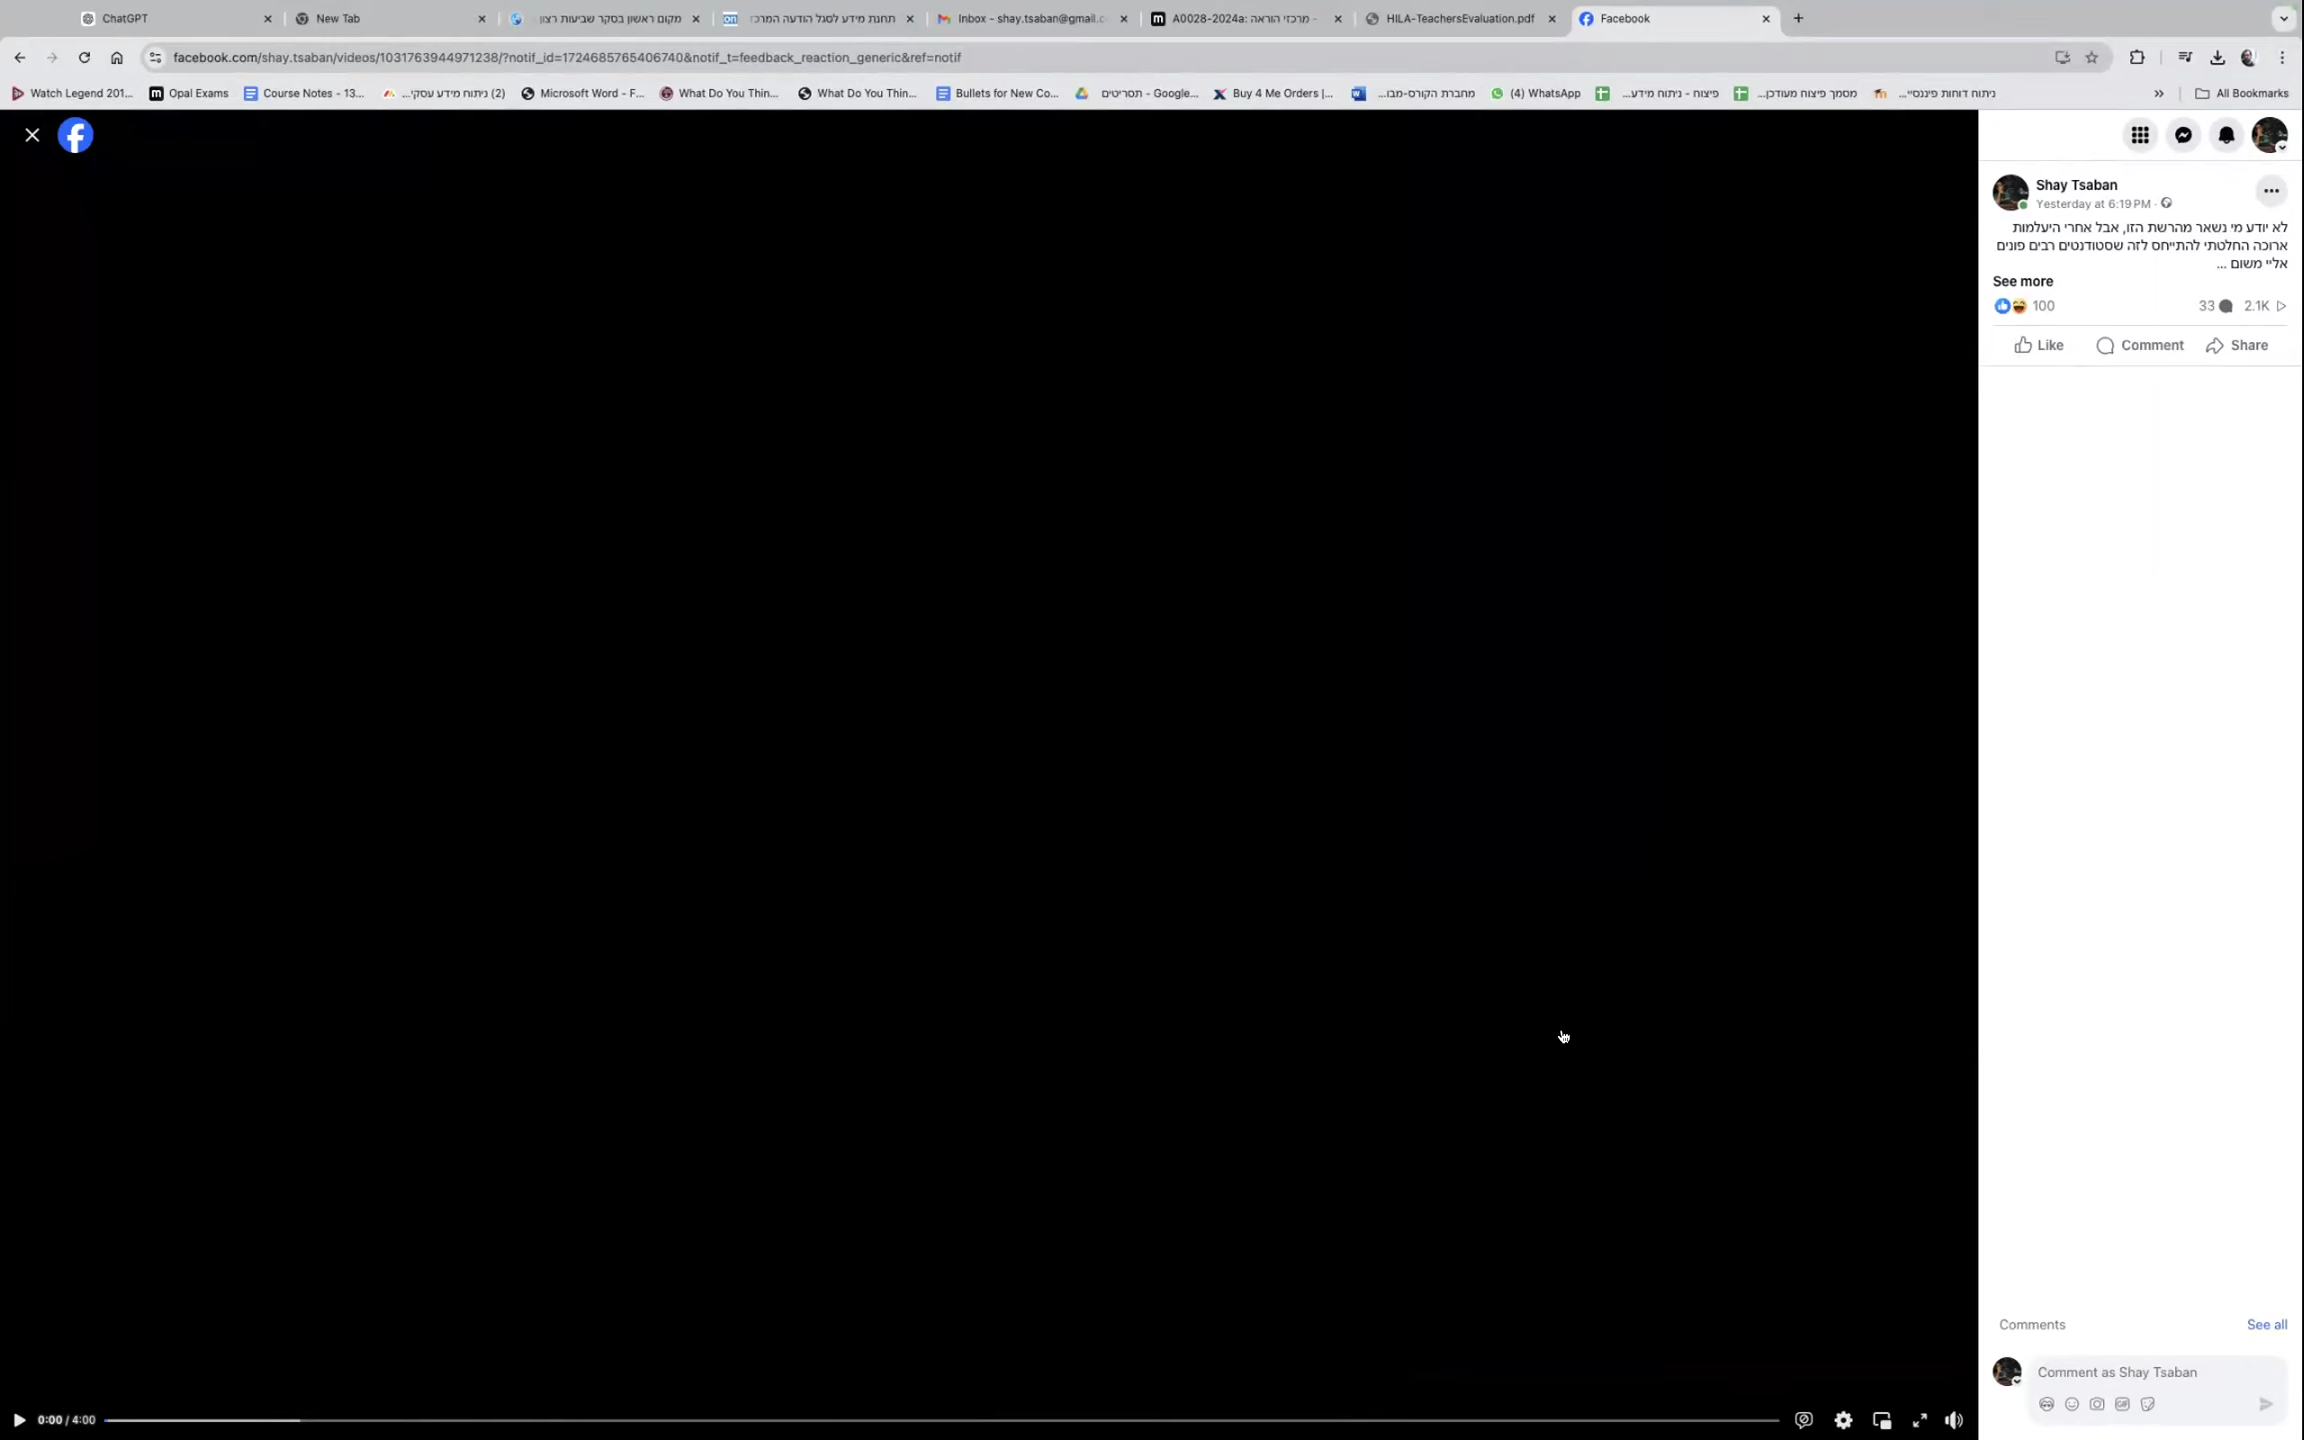 ChatGPT
New Tab
מקום ראשון בסקר שביעות רצון
תחנת מידע לסגל הודעה המרכז
Inbox - shay.tsaban@gmail.c
A0028-2024a: מרכזי הוראה -
HILA-TeachersEvaluation.pdf
Facebook
facebook.com/shay.tsaban/videos/1031763944971238/?notif_id=1724685765406740&notif_t=feedback_reaction_generic&ref=notif
Watch Legend 201...
Opal Exams
Course Notes - 13...
(2) ניתוח מידע עסקי...
Microsoft Word - F...
What Do You Thin...
What Do You Thin...
Bullets for New Co...
תסריטים - Google...
Buy 4 Me Orders |...
מחברת הקורס-מבו...
(4) WhatsApp
פיצוח - ניתוח מידע...
מסמך פיצוח מעודכן...
ניתוח דוחות פיננסיי...
All Bookmarks
Shay Tsaban
Yesterday at 6:19 PM ·
לא יודע מי נשאר מהרשת הזו, אבל אחרי היעלמות
ארוכה החלטתי להתייחס לזה שסטודנטים רבים פונים
אליי משום ...
See more
100
33
2.1K
Like
Comment
Share
Comments
See all
Comment as Shay Tsaban
GIF
0:00 / 4:00